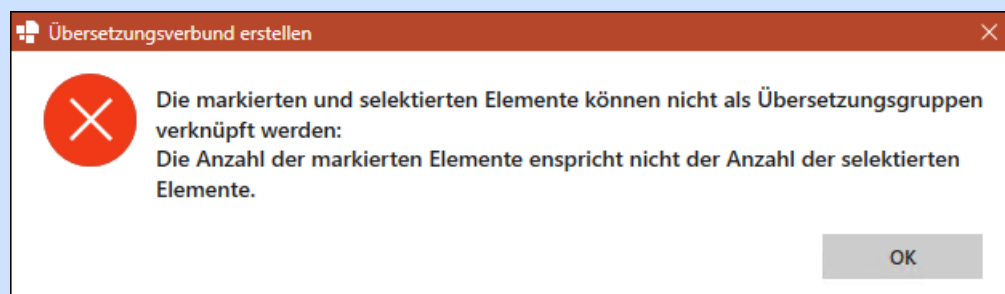 Übersetzungsverbund erstellen
Die markierten und selektierten Elemente können nicht als Übersetzungsgruppen
verknüpft werden:
Die Anzahl der markierten Elemente enspricht nicht der Anzahl der selektierten
Elemente.
OK